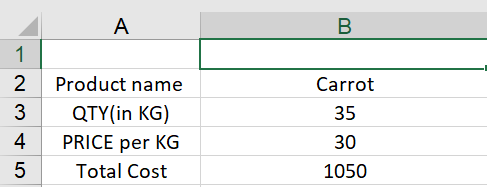 A B
1
2 Product name Carrot
3 QTY(in KG) 35
4 PRICE per KG 30
5 Total Cost 1050